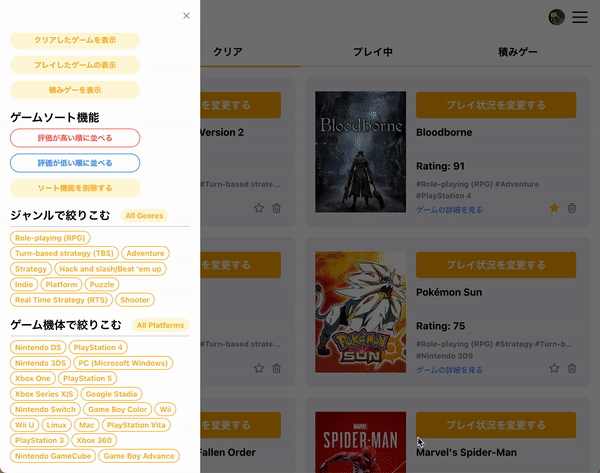 ×
クリアしたゲームを表示
プレイしたゲームの表示
積みゲーを表示
ゲームソート機能
評価が高い順に並べる
評価が低い順に並べる
ソート機能を削除する
ジャンルで絞りこむ All Genres
Role-playing (RPG)
Turn-based strategy (TBS) Adventure
Strategy Hack and slash/Beat 'em up
Indie Platform Puzzle
Real Time Strategy (RTS) Shooter
ゲーム機体で絞りこむ All Platforms
Nintendo DS PlayStation 4
Nintendo 3DS PC (Microsoft Windows)
Xbox One PlayStation 5
Xbox Series X|S Google Stadia
Nintendo Switch Game Boy Color Wii
Wii U Linux Mac PlayStation Vita
PlayStation 3 Xbox 360
Nintendo GameCube Game Boy Advance
クリア プレイ中 積みゲー
を変更する
Version 2
#Turn-based strate...
Bloodborne
プレイ状況を変更する
Bloodborne
Rating: 91
#Role-playing (RPG) #Adventure
#PlayStation 4
ゲームの詳細を見る
を変更する
POKÉMON
SUN
プレイ状況を変更する
Pokémon Sun
Rating: 75
#Role-playing (RPG) #Strategy #Turn-b...
#Nintendo 3DS
ゲームの詳細を見る
を変更する
Fallen Order
MARVEL
SPIDER-MAN
プレイ状況を変更する
Marvel's Spider-Man